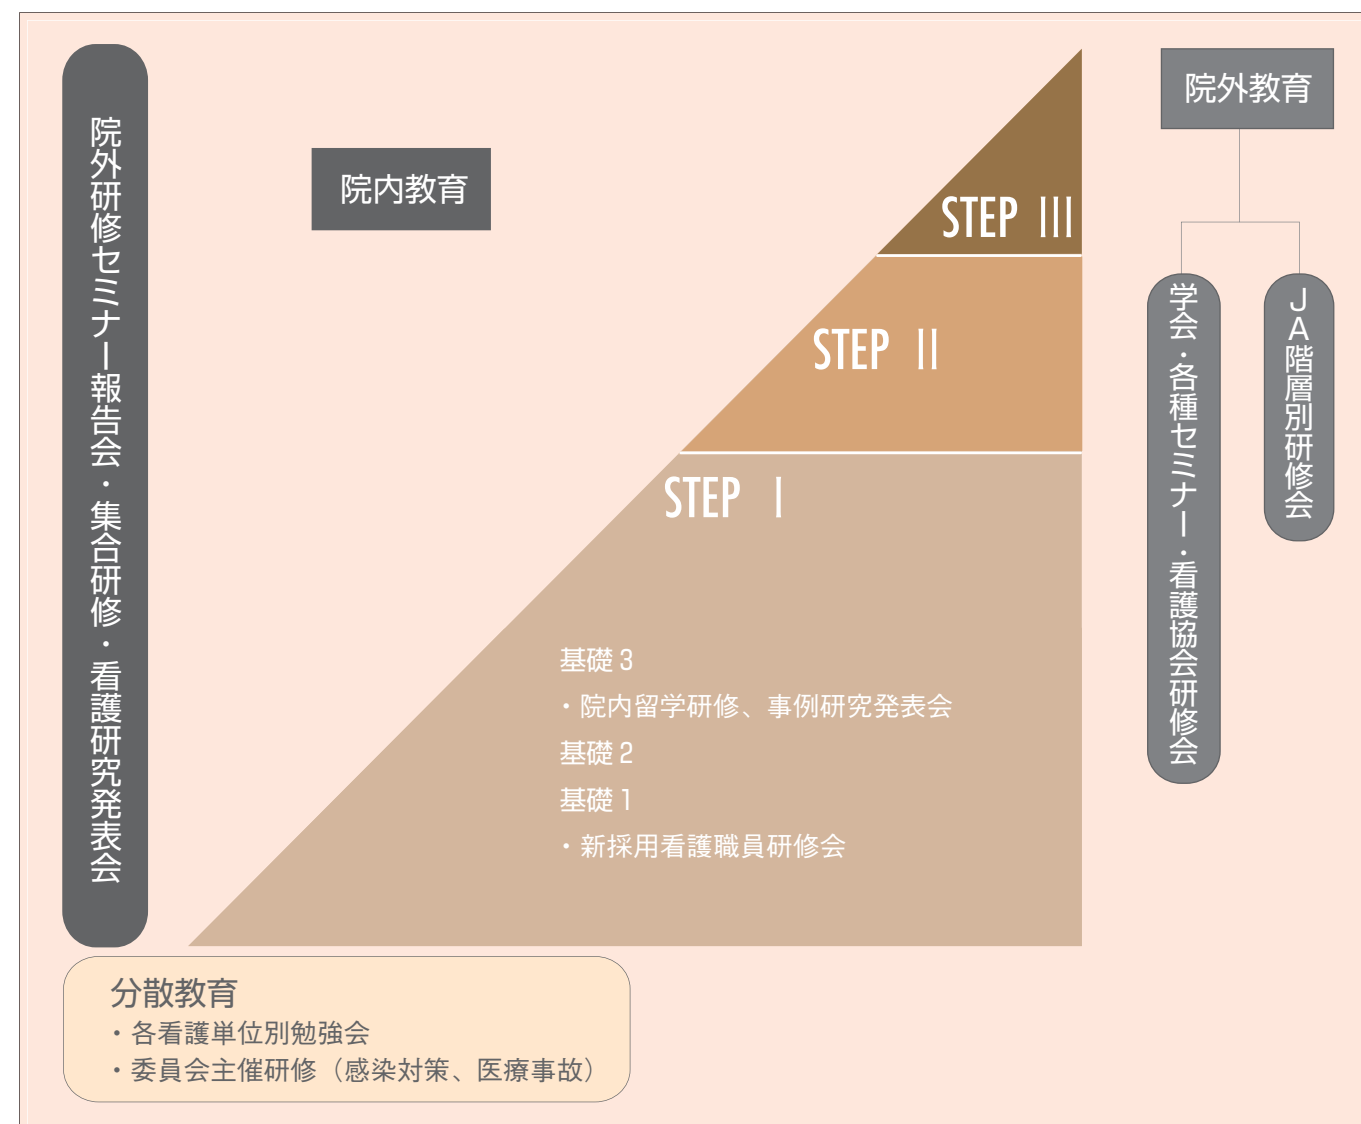 院外研修セミナー報告会・集合研修・看護研究発表会
院内教育
STEP III
STEP II
STEP I
基礎3
・院内留学研修、事例研究発表会
基礎2
基礎1
・新採用看護職員研修会
院外教育
学会・各種セミナー・看護協会研修会
JA階層別研修会
分散教育
・各看護単位別勉強会
・委員会主催研修（感染対策、医療事故）